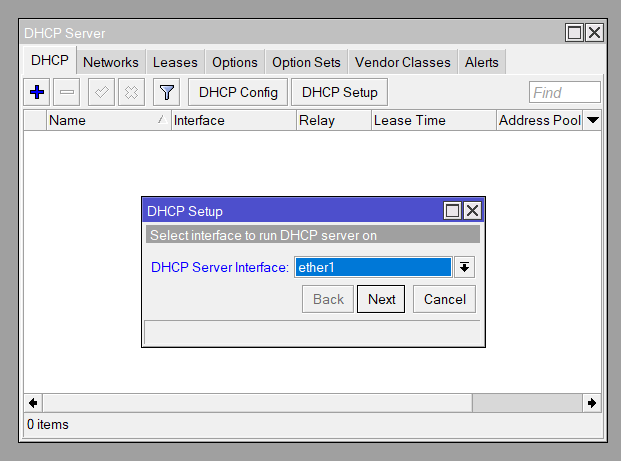 DHCP Server
DHCP Networks Leases Options Option Sets Vendor Classes Alerts
DHCP Config DHCP Setup Find
Name Interface Relay Lease Time Address Pool
DHCP Setup
Select interface to run DHCP server on
DHCP Server Interface: ether1
Back Next Cancel
0 items